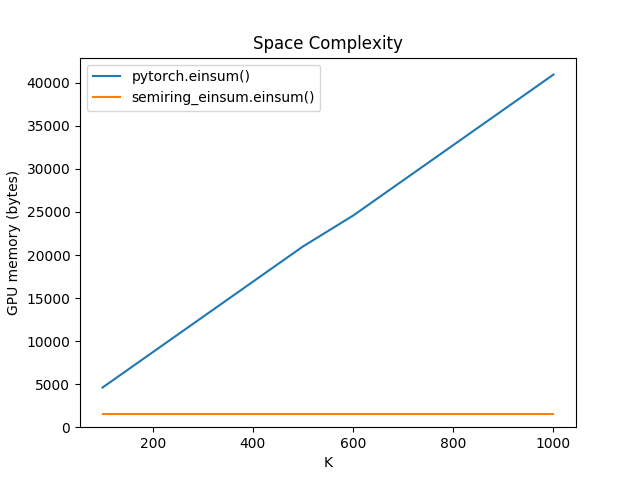 Space Complexity
pytorch.einsum()
semiring_einsum.einsum()
GPU memory (bytes)
40000
35000
30000
25000
20000
15000
10000
5000
0
200 400 600 800 1000
K